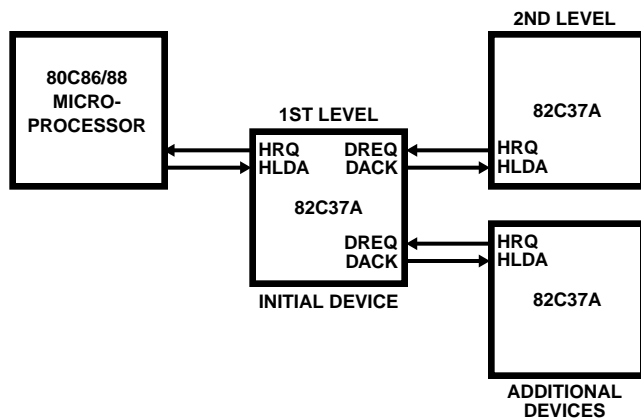 2ND LEVEL
80C86/88
MICRO-
PROCESSOR
82C37A
1ST LEVEL
HRQ
HLDA
DREQ
DACK
HRQ
HLDA
82C37A
DREQ
DACK
HRQ
HLDA
82C37A
INITIAL DEVICE
ADDITIONAL
DEVICES